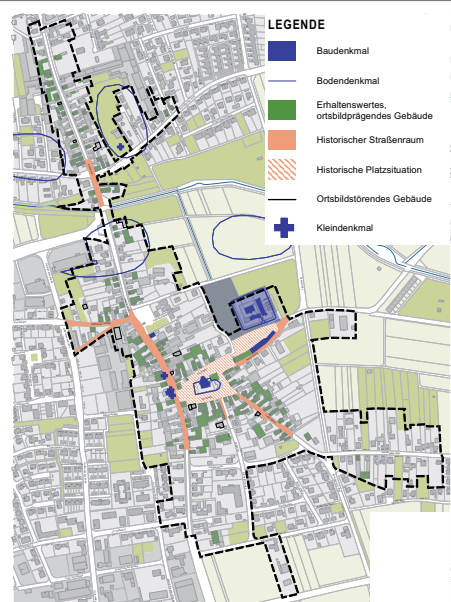 LEGENDE
Baudenkmal
Bodendenkmal
Erhaltenswertes,
ortsbildprägendes Gebäude
Historischer Straßenraum
Historische Platzsituation
Ortsbildstörendes Gebäude
Kleindenkmal